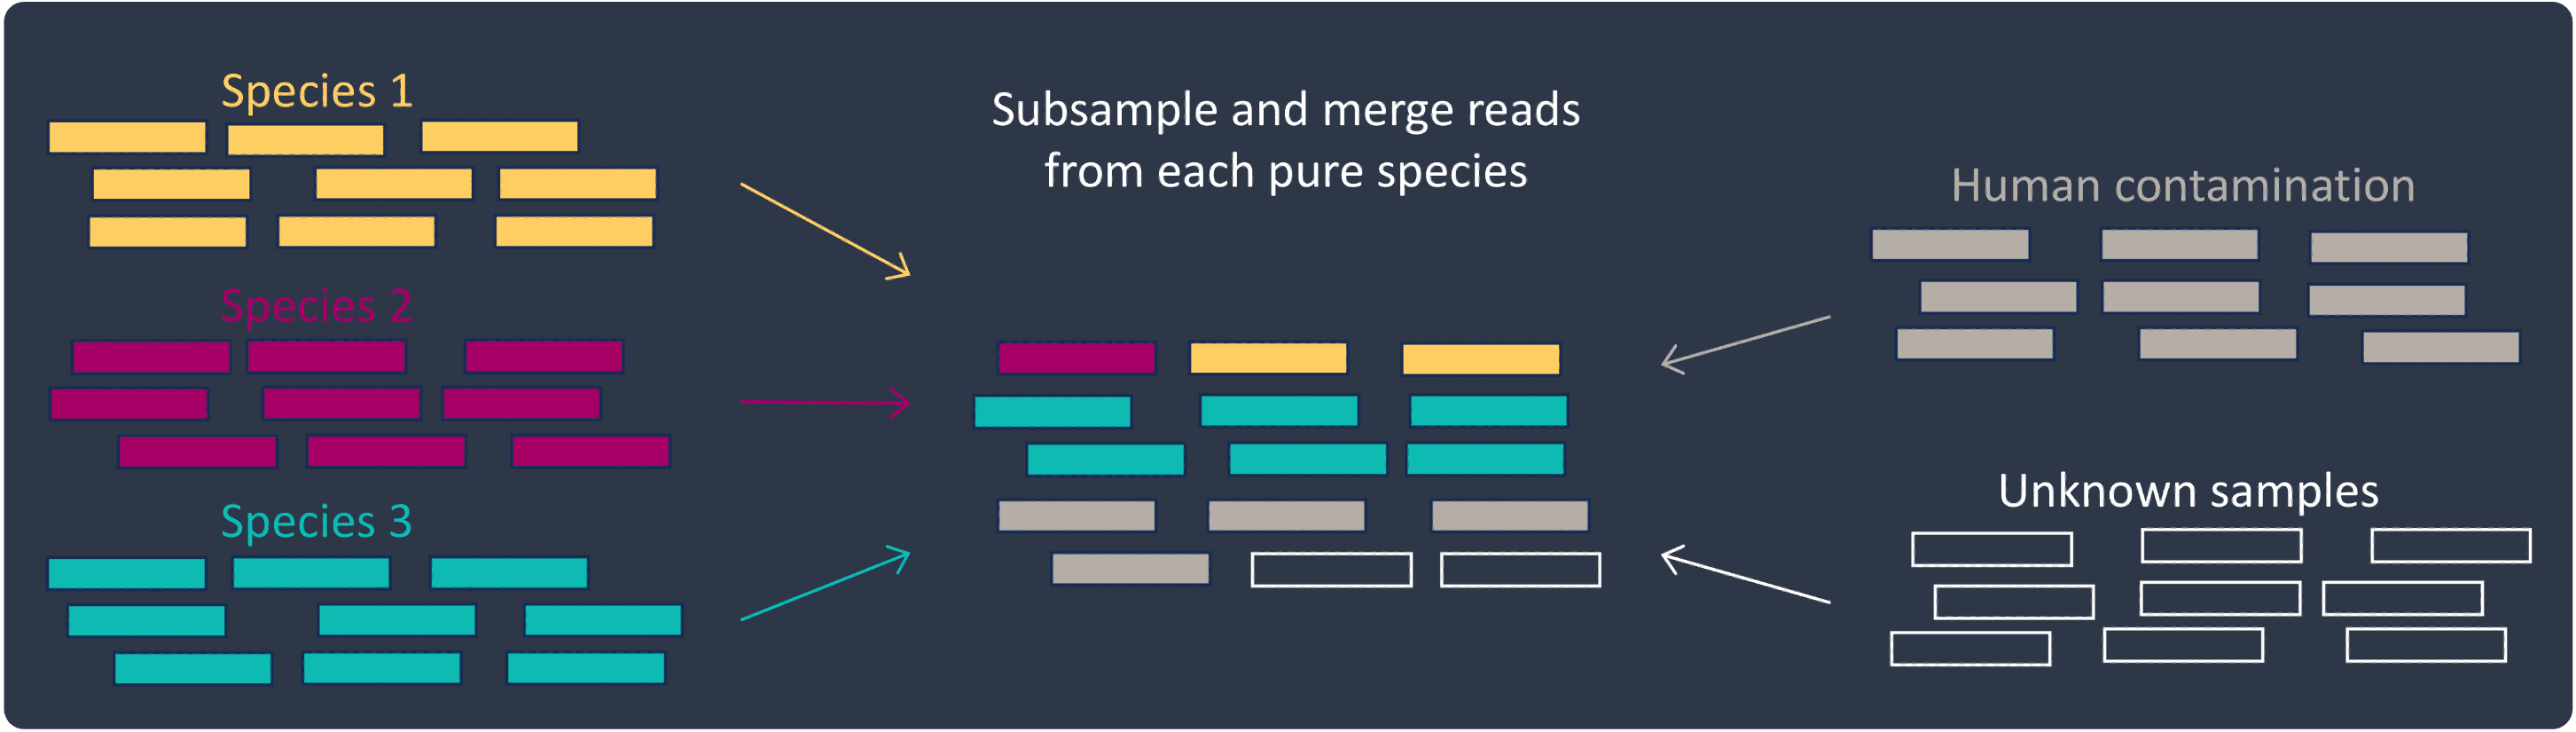 Species 1
Species 2
Species 3
Subsample and merge reads
from each pure species
Human contamination
Unknown samples